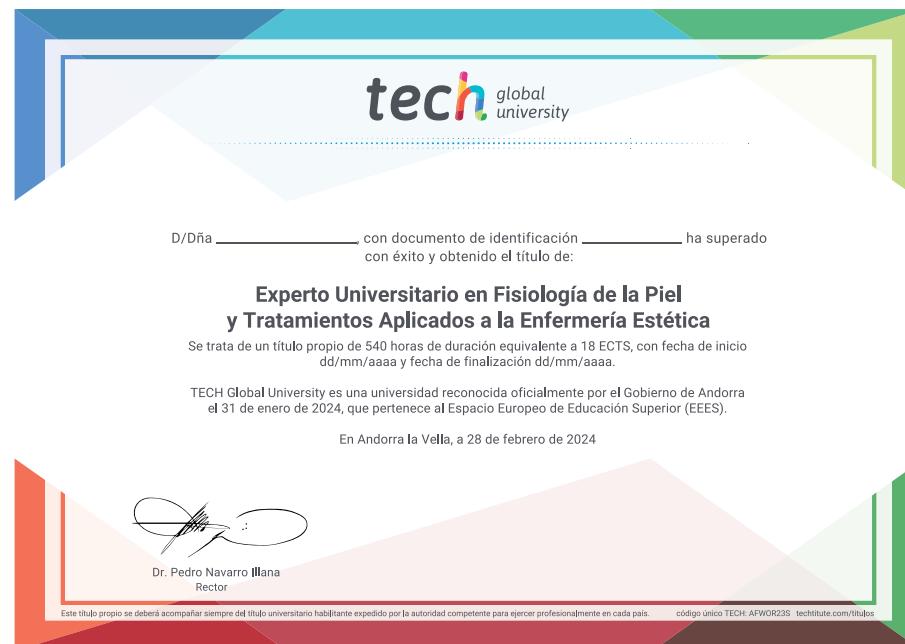 tech global university
D/Dña ____________________, con documento de identificación ______________ ha superado
con éxito y obtenido el título de:
Experto Universitario en Fisiología de la Piel
y Tratamientos Aplicados a la Enfermería Estética
Se trata de un título propio de 540 horas de duración equivalente a 18 ECTS, con fecha de inicio
dd/mm/aaaa y fecha de finalización dd/mm/aaaa.
TECH Global University es una universidad reconocida oficialmente por el Gobierno de Andorra
el 31 de enero de 2024, que pertenece al Espacio Europeo de Educación Superior (EEES).
En Andorra la Vella, a 28 de febrero de 2024
Dr. Pedro Navarro Illana
Rector
Este título propio se deberá acompañar siempre del título universitario habilitante expedido por la autoridad competente para ejercer profesionalmente en cada país. código único TECH: AFWOR23S techtitute.com/titulos